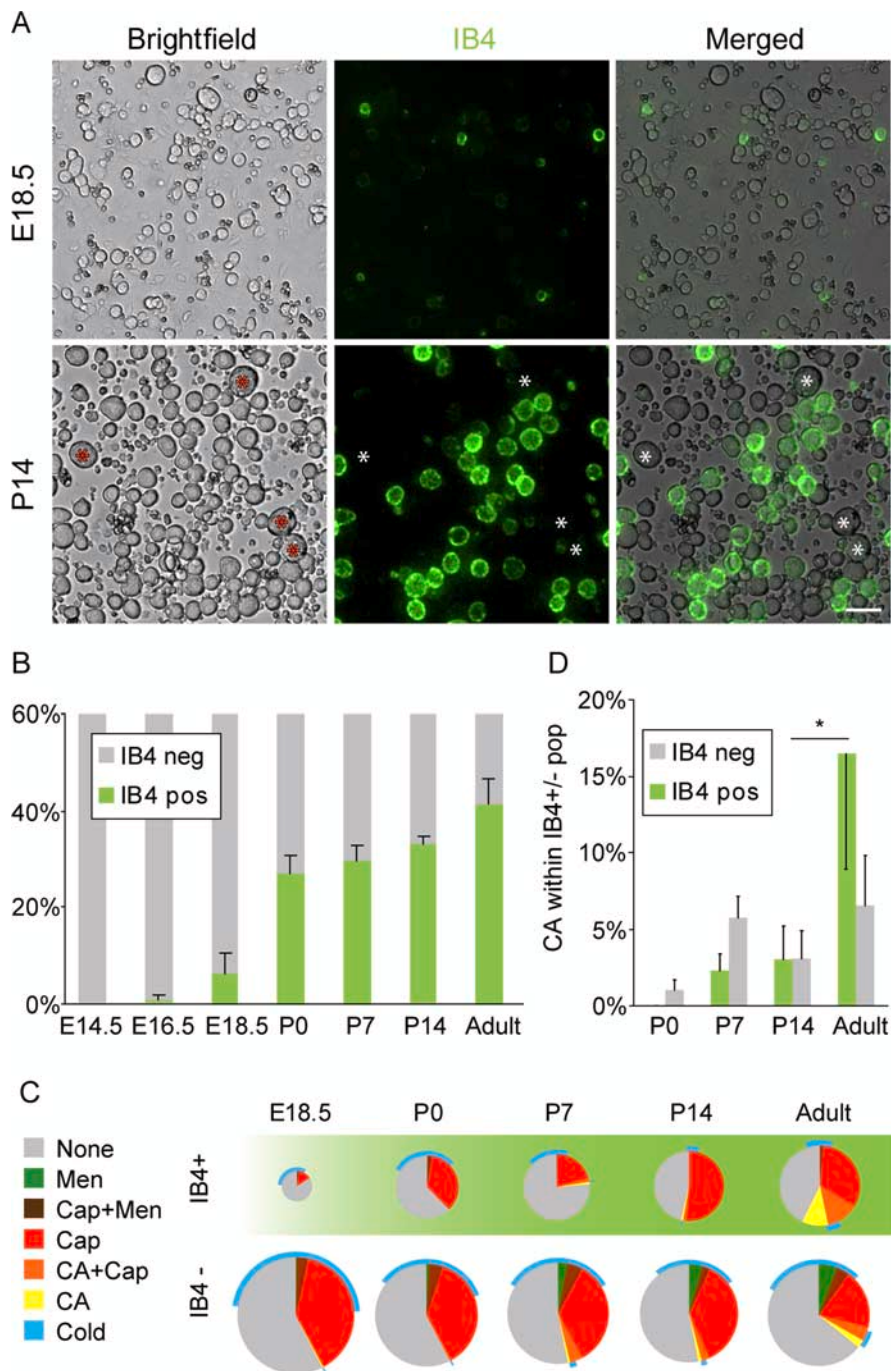 A
Brightfield IB4 Merged
E18.5
* * *
P14
B
60%
40%
20%
0%
IB4 neg
IB4 pos
E14.5 E16.5 E18.5 P0 P7 P14 Adult
D
CA within IB4+/- pop
20%
15%
10%
5%
0%
IB4 neg
IB4 pos
*
P0 P7 P14 Adult
C
E18.5 P0 P7 P14 Adult
None
Men
Cap+Men
Cap
CA+Cap
CA
Cold
IB4+
IB4 -